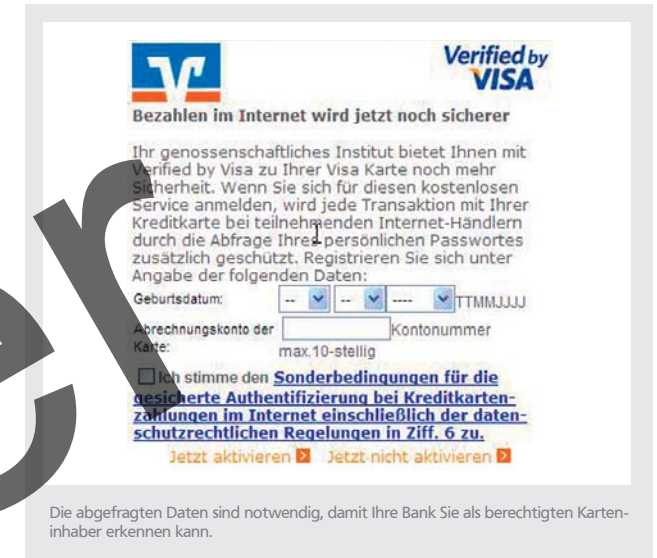 Verified by
VISA
Bezahlen im Internet wird jetzt noch sicherer
Ihr genossenschaftliches Institut bietet Ihnen mit
Verified by Visa zu Ihrer Visa Karte noch mehr
Sicherheit. Wenn Sie sich für diesen kostenlosen
Service anmelden, wird jede Transaktion mit Ihrer
Kreditkarte bei teilnehmenden Internet-Händlern
durch die Abfrage Ihres persönlichen Passwortes
zusätzlich geschützt. Registrieren Sie sich unter
Angabe der folgenden Daten:
Geburtsdatum: -- -- ---- TTMMJJJJ
Abrechnungskonto der Kontonummer
Karte: max.10-stellig
Ich stimme den Sonderbedingungen für die
gesicherte Authentifizierung bei Kreditkarten-
zahlungen im Internet einschließlich der daten-
schutzrechtlichen Regelungen in Ziff. 6 zu.
Jetzt aktivieren Jetzt nicht aktivieren
Die abgefragten Daten sind notwendig, damit Ihre Bank Sie als berechtigten Karten-
inhaber erkennen kann.
er